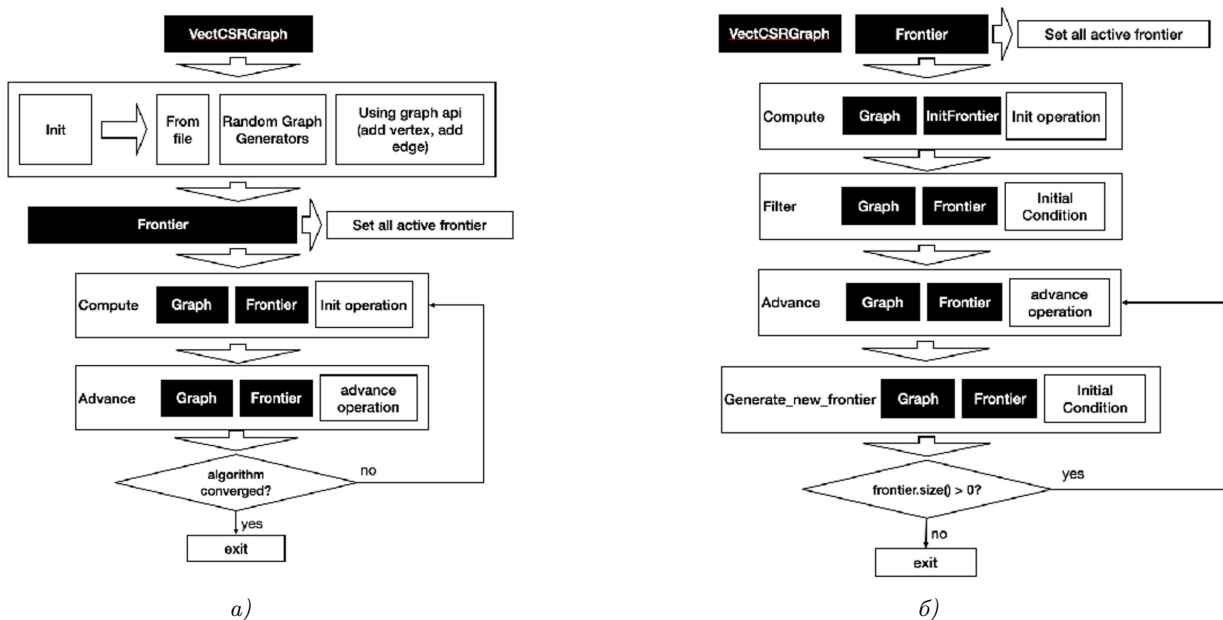 VectCSRGraph
Init
From
file
Random Graph
Generators
Using graph api
(add vertex, add
edge)
Frontier
Set all active frontier
Compute
Graph
Frontier
Init operation
Advance
Graph
Frontier
advance
operation
algorithm
converged?
no
yes
exit
а)
VectCSRGraph
Frontier
Set all active frontier
Compute
Graph
InitFrontier
Init operation
Filter
Graph
Frontier
Initial
Condition
Advance
Graph
Frontier
advance
operation
Generate_new_frontier
Graph
Frontier
Initial
Condition
frontier.size() > 0?
yes
no
exit
б)